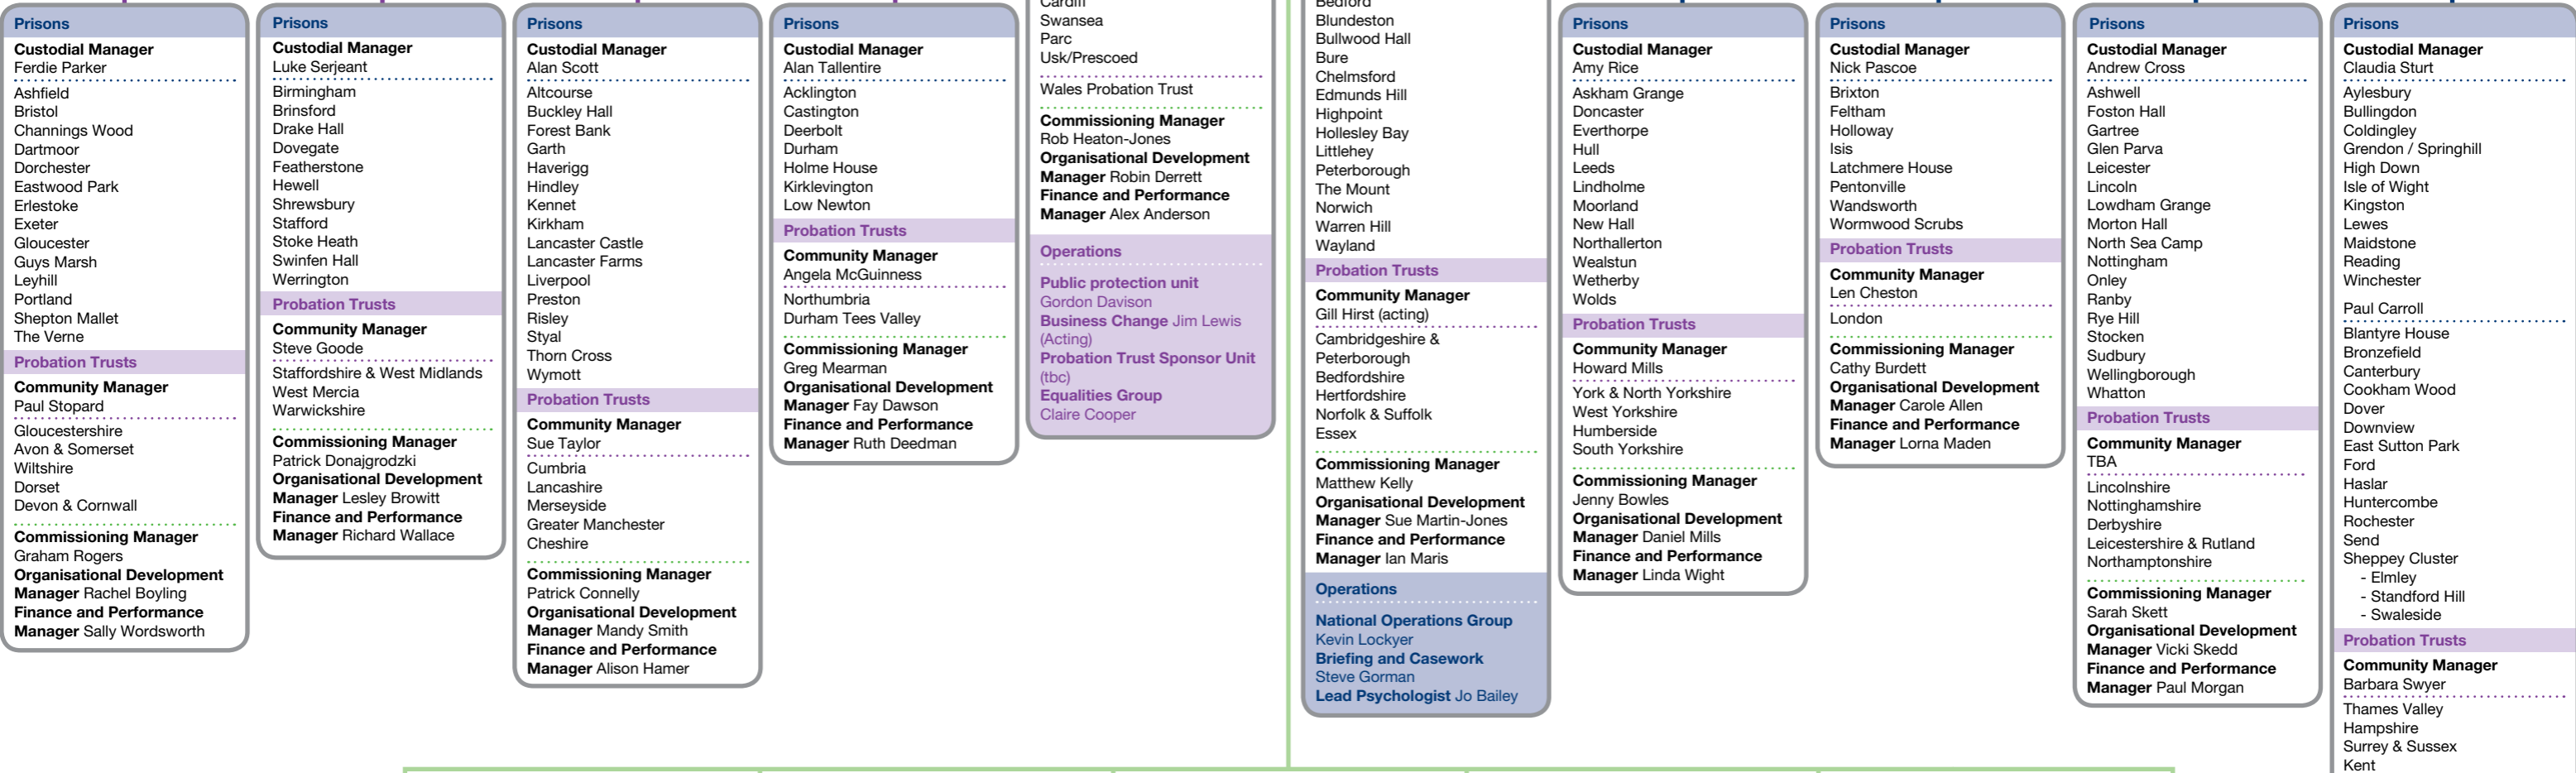 Prisons
Custodial Manager
Ferdie Parker
Ashfield
Bristol
Channings Wood
Dartmoor
Dorchester
Eastwood Park
Erlestoke
Exeter
Gloucester
Guys Marsh
Leyhill
Portland
Shepton Mallet
The Verne
Probation Trusts
Community Manager
Paul Stopard
Gloucestershire
Avon & Somerset
Wiltshire
Dorset
Devon & Cornwall
Commissioning Manager
Graham Rogers
Organisational Development
Manager Rachel Boyling
Finance and Performance
Manager Sally Wordsworth
Prisons
Custodial Manager
Luke Serjeant
Birmingham
Brinsford
Drake Hall
Dovegate
Featherstone
Hewell
Shrewsbury
Stafford
Stoke Heath
Swinfen Hall
Werrington
Probation Trusts
Community Manager
Steve Goode
Staffordshire & West Midlands
West Mercia
Warwickshire
Commissioning Manager
Patrick Donajgrodzki
Organisational Development
Manager Lesley Browitt
Finance and Performance
Manager Richard Wallace
Prisons
Custodial Manager
Alan Scott
Altcourse
Buckley Hall
Forest Bank
Garth
Haverigg
Hindley
Kennet
Kirkham
Lancaster Castle
Lancaster Farms
Liverpool
Preston
Risley
Styal
Thorn Cross
Wymott
Probation Trusts
Community Manager
Sue Taylor
Cumbria
Lancashire
Merseyside
Greater Manchester
Cheshire
Commissioning Manager
Patrick Connelly
Organisational Development
Manager Mandy Smith
Finance and Performance
Manager Alison Hamer
Prisons
Custodial Manager
Alan Tallentire
Acklington
Castington
Deerbolt
Durham
Holme House
Kirklevington
Low Newton
Probation Trusts
Community Manager
Angela McGuinness
Northumbria
Durham Tees Valley
Commissioning Manager
Greg Mearman
Organisational Development
Manager Fay Dawson
Finance and Performance
Manager Ruth Deedman
Cardiff
Swansea
Parc
Usk/Prescoed
Wales Probation Trust
Commissioning Manager
Rob Heaton-Jones
Organisational Development
Manager Robin Derrett
Finance and Performance
Manager Alex Anderson
Operations
Public protection unit
Gordon Davison
Business Change Jim Lewis
(Acting)
Probation Trust Sponsor Unit
(tbc)
Equalities Group
Claire Cooper
Bedford
Blundeston
Bullwood Hall
Bure
Chelmsford
Edmunds Hill
Highpoint
Hollesley Bay
Littlehey
Peterborough
The Mount
Norwich
Warren Hill
Wayland
Probation Trusts
Community Manager
Gill Hirst (acting)
Cambridgeshire &
Peterborough
Bedfordshire
Hertfordshire
Norfolk & Suffolk
Essex
Commissioning Manager
Matthew Kelly
Organisational Development
Manager Sue Martin-Jones
Finance and Performance
Manager Ian Maris
Operations
National Operations Group
Kevin Lockyer
Briefing and Casework
Steve Gorman
Lead Psychologist Jo Bailey
Prisons
Custodial Manager
Amy Rice
Askham Grange
Doncaster
Everthorpe
Hull
Leeds
Lindholme
Moorland
New Hall
Northallerton
Wealstun
Wetherby
Wolds
Probation Trusts
Community Manager
Howard Mills
York & North Yorkshire
West Yorkshire
Humberside
South Yorkshire
Commissioning Manager
Jenny Bowles
Organisational Development
Manager Daniel Mills
Finance and Performance
Manager Linda Wight
Prisons
Custodial Manager
Nick Pascoe
Brixton
Feltham
Holloway
Isis
Latchmere House
Pentonville
Wandsworth
Wormwood Scrubs
Probation Trusts
Community Manager
Len Cheston
London
Commissioning Manager
Cathy Burdett
Organisational Development
Manager Carole Allen
Finance and Performance
Manager Lorna Maden
Prisons
Custodial Manager
Andrew Cross
Ashwell
Foston Hall
Gartree
Glen Parva
Leicester
Lincoln
Lowdham Grange
Morton Hall
North Sea Camp
Nottingham
Onley
Ranby
Rye Hill
Stocken
Sudbury
Wellingborough
Whatton
Probation Trusts
Community Manager
TBA
Lincolnshire
Nottinghamshire
Derbyshire
Leicestershire & Rutland
Northamptonshire
Commissioning Manager
Sarah Skett
Organisational Development
Manager Vicki Skedd
Finance and Performance
Manager Paul Morgan
Prisons
Custodial Manager
Claudia Sturt
Aylesbury
Bullingdon
Coldingley
Grendon / Springhill
High Down
Isle of Wight
Kingston
Lewes
Maidstone
Reading
Winchester
Paul Carroll
Blantyre House
Bronzefield
Canterbury
Cookham Wood
Dover
Downview
East Sutton Park
Ford
Haslar
Huntercombe
Rochester
Send
Sheppey Cluster
- Elmley
- Standford Hill
- Swaleside
Probation Trusts
Community Manager
Barbara Swyer
Thames Valley
Hampshire
Surrey & Sussex
Kent